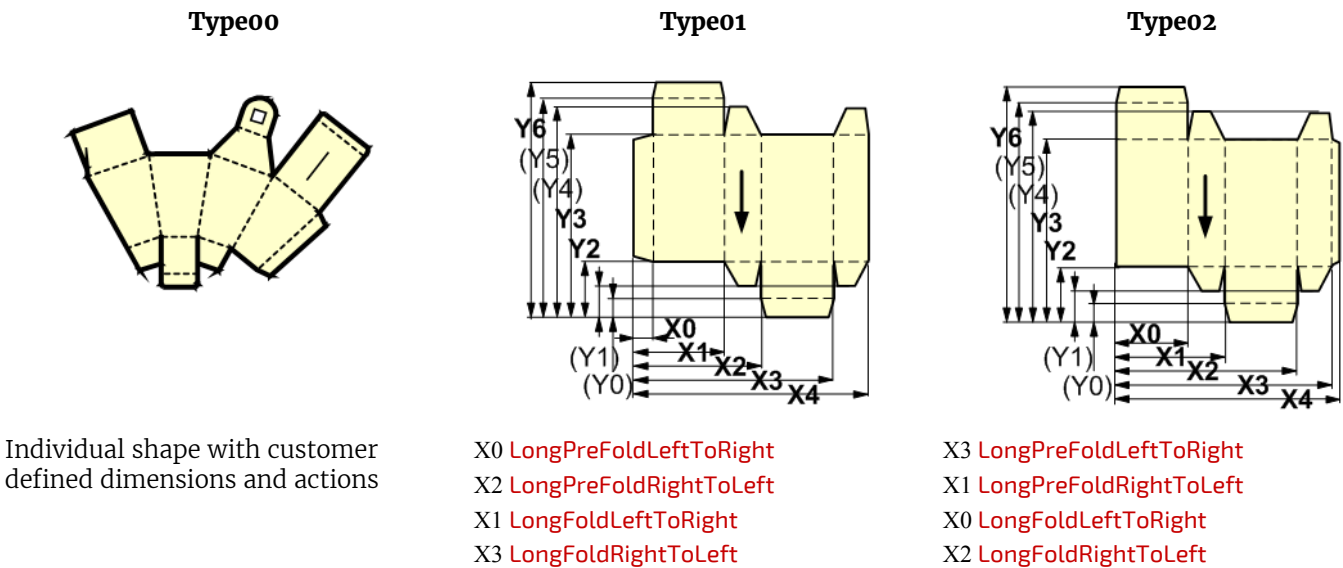 Type00
Type01
Type02
Y6
(Y5)
(Y4)
Y3
Y2
X0
X1
X2
X3
X4
(Y1)
(Y0)
Y6
(Y5)
(Y4)
Y3
Y2
X0
X1
X2
X3
X4
(Y1)
(Y0)
Individual shape with customer
defined dimensions and actions
X0 LongPreFoldLeftToRight
X2 LongPreFoldRightToLeft
X1 LongFoldLeftToRight
X3 LongFoldRightToLeft
X3 LongPreFoldLeftToRight
X1 LongPreFoldRightToLeft
X0 LongFoldLeftToRight
X2 LongFoldRightToLeft